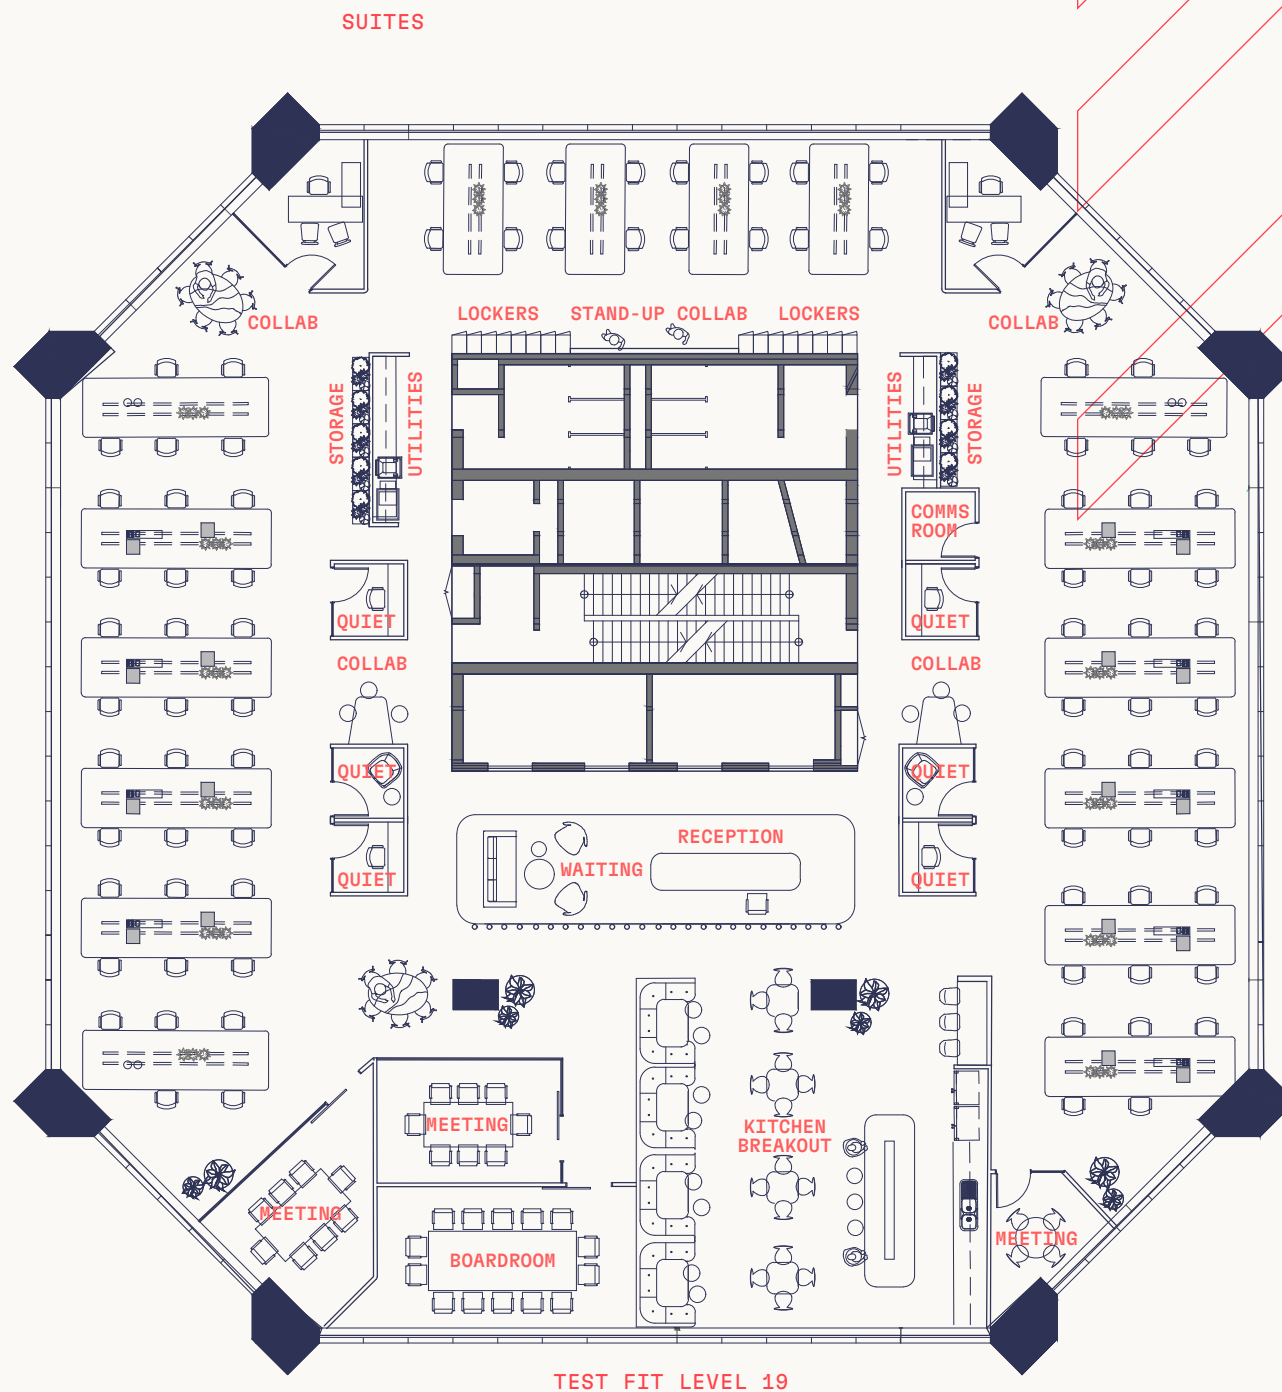 SUITES
LOCKERS
STAND-UP COLLAB
LOCKERS
COLLAB
COLLAB
STORAGE
UTILITIES
UTILITIES
STORAGE
COMMS
ROOM
QUIET
QUIET
COLLAB
COLLAB
QUIET
QUIET
RECEPTION
WAITING
QUIET
QUIET
MEETING
KITCHEN
BREAKOUT
MEETING
MEETING
BOARDROOM
TEST FIT LEVEL 19